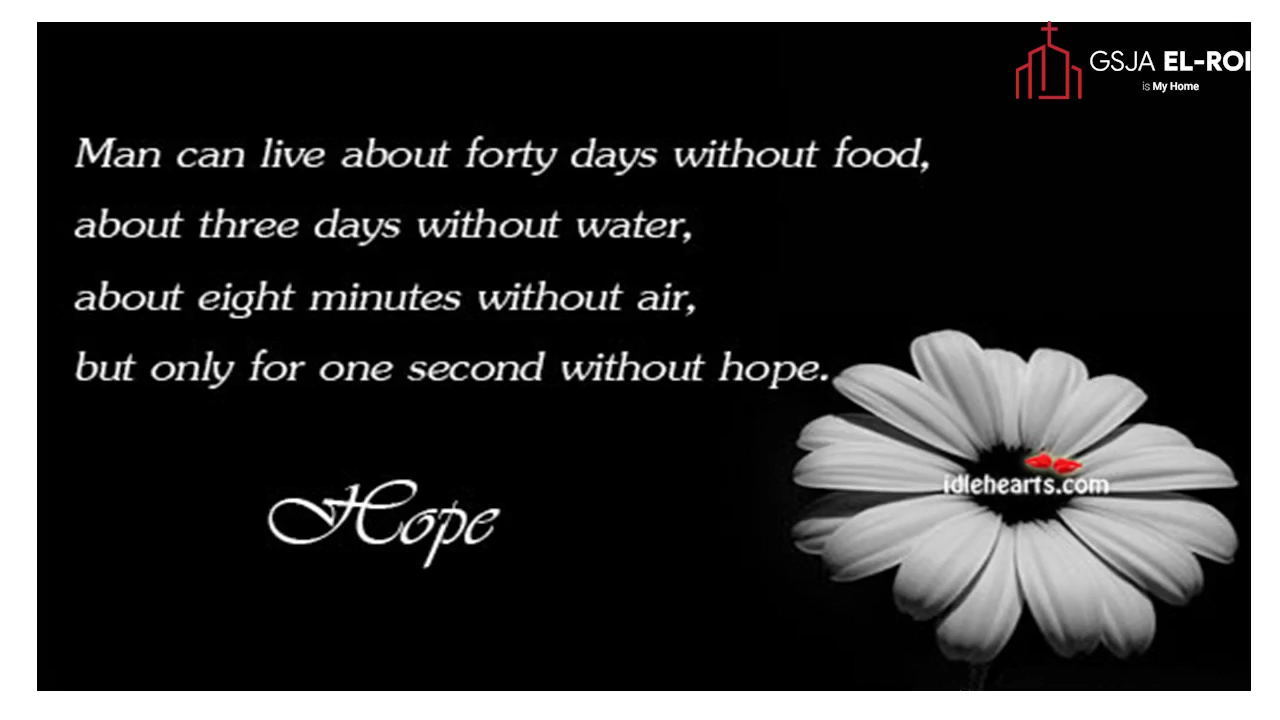 GSJA EL-ROI
is My Home
Man can live about forty days without food,
about three days without water,
about eight minutes without air,
but only for one second without hope.
Hope
idlehearts.com